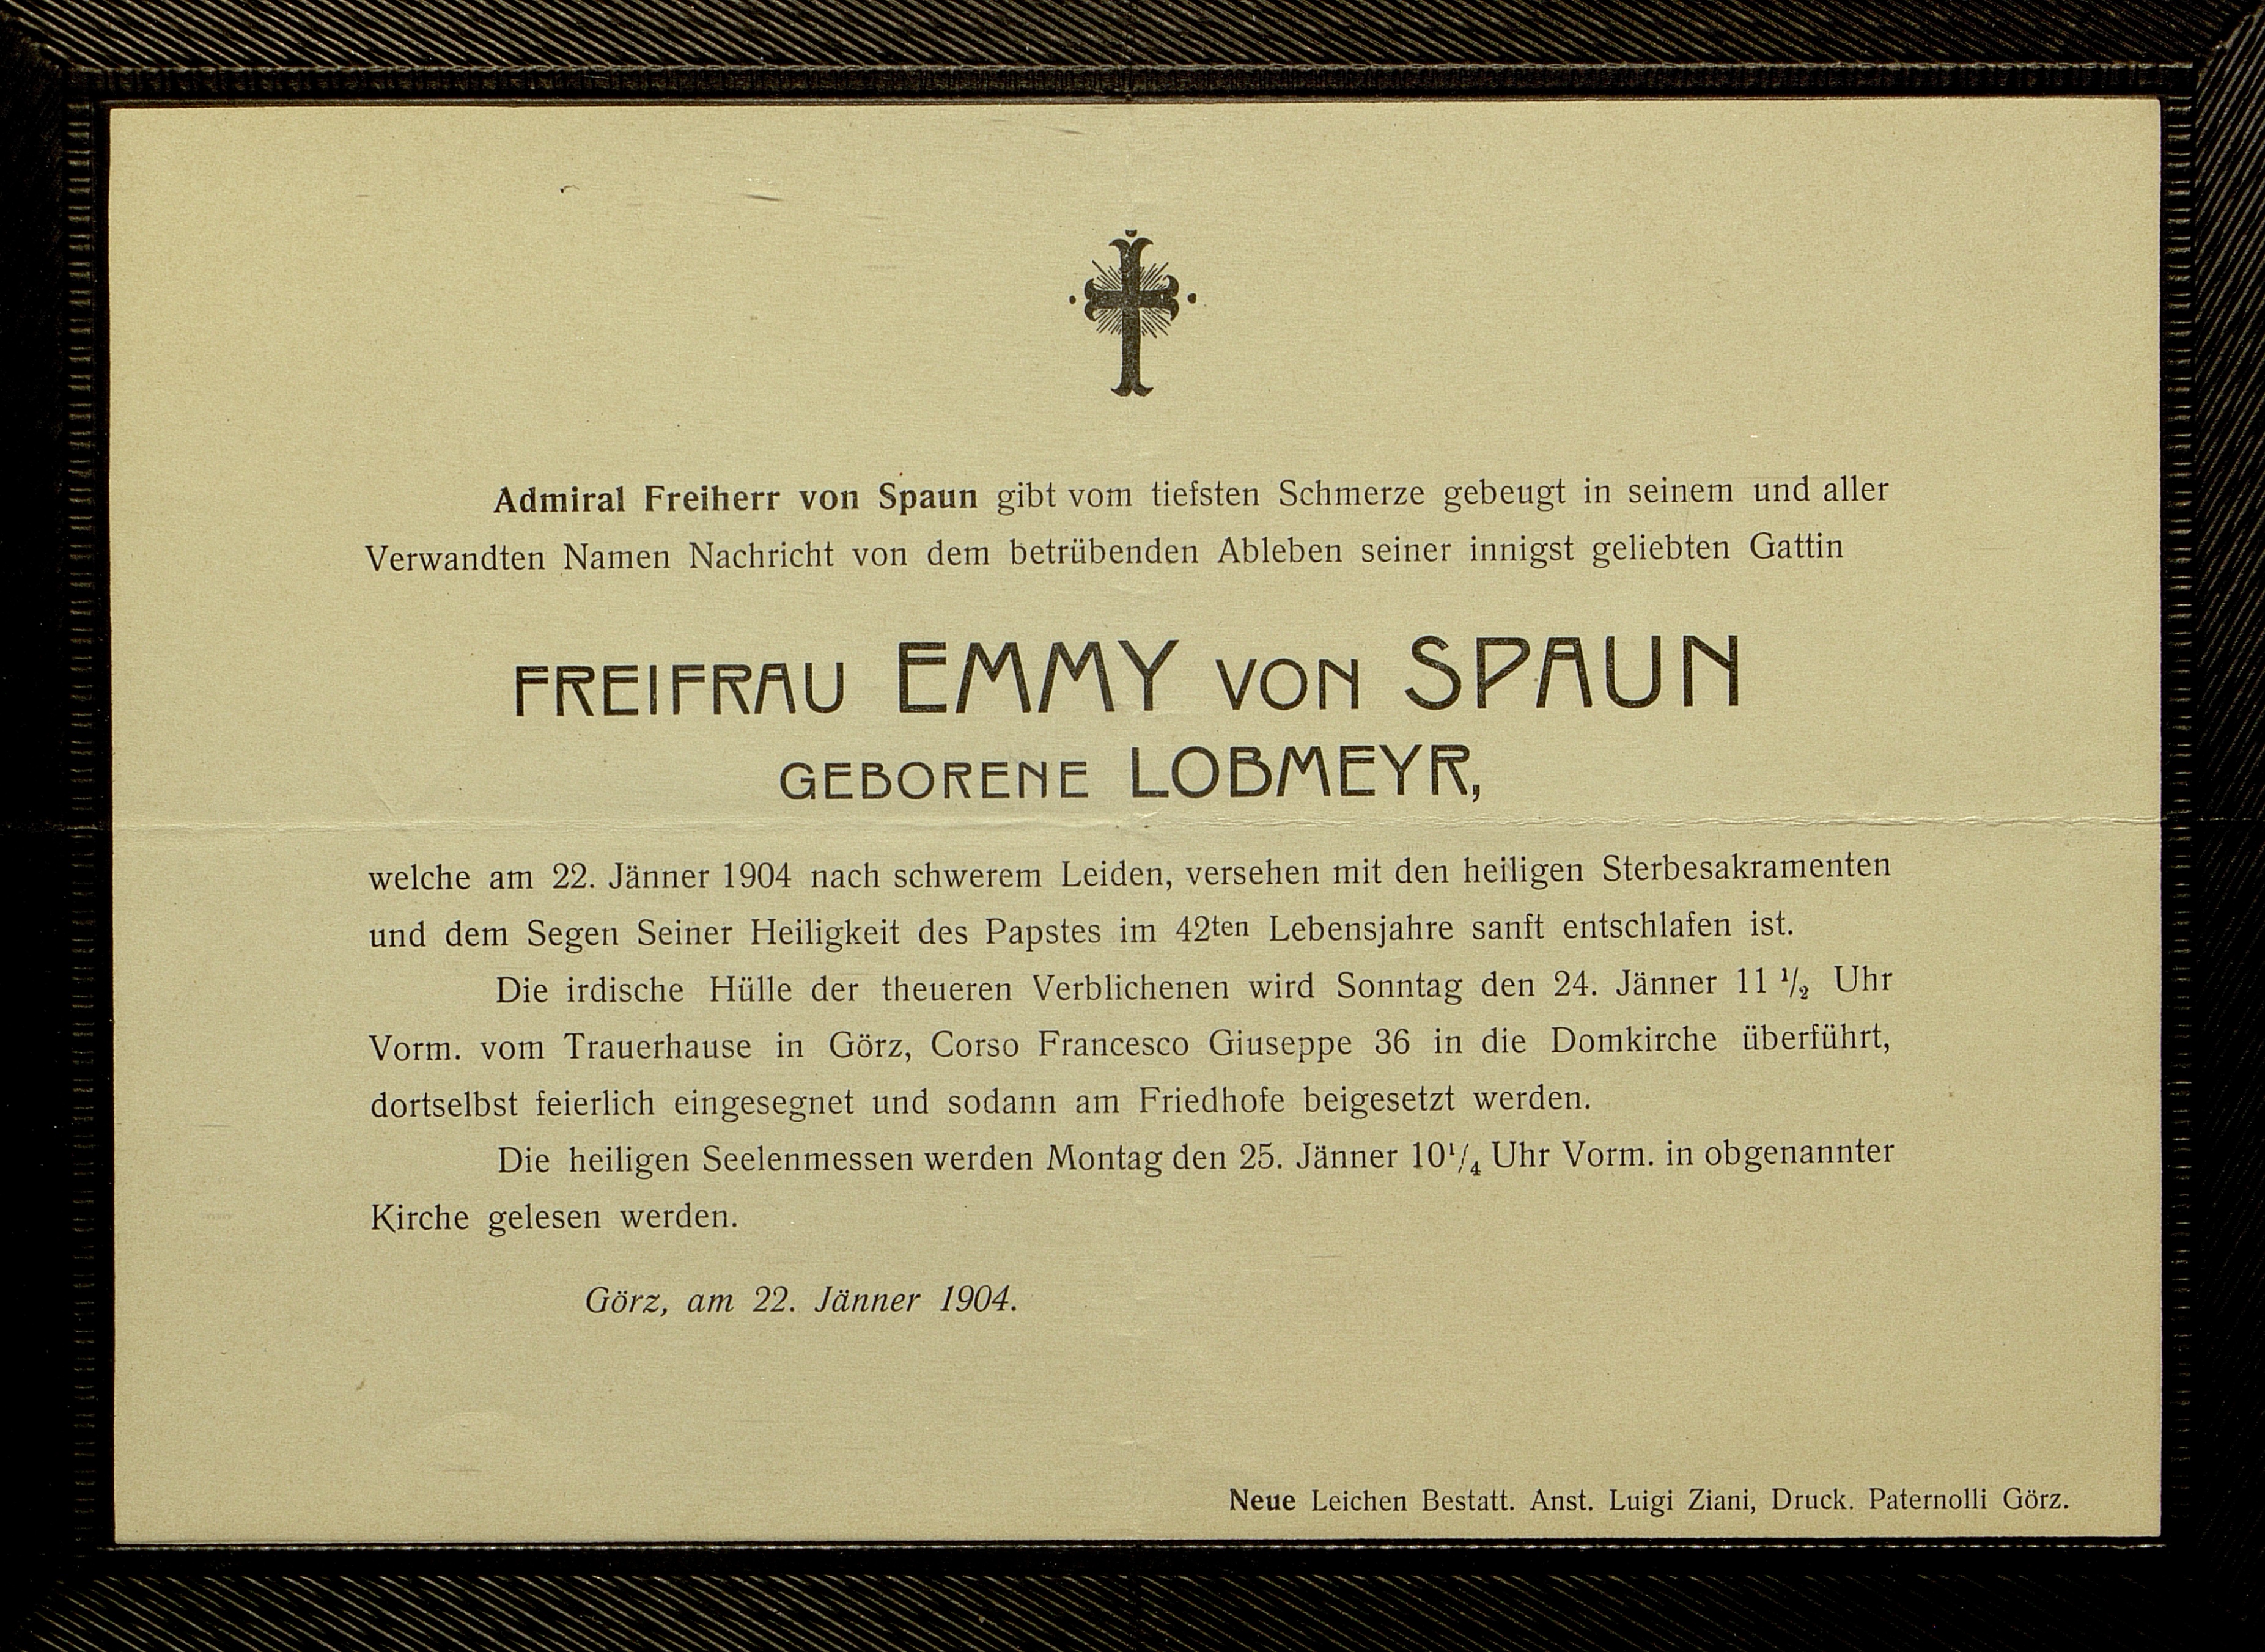 Admiral Freiherr von Spaun gibt vom tiefsten Schmerze gebeugt in seinem und aller
Verwandten Namen Nachricht von dem betrübenden Ableben seiner innigst geliebten Gattin
FREIFRAU EMMY VON SPAUN
GEBORENE LOBMEYR,
welche am 22. Jänner 1904 nach schwerem Leiden, versehen mit den heiligen Sterbesakramenten
und dem Segen Seiner Heiligkeit des Papstes im 42ten Lebensjahre sanft entschlafen ist.
Die irdische Hülle der theueren Verblichenen wird Sonntag den 24. Jänner 11 1/2 Uhr
Vorm. vom Trauerhause in Görz, Corso Francesco Giuseppe 36 in die Domkirche überführt,
dortselbst feierlich eingesegnet und sodann am Friedhofe beigesetzt werden.
Die heiligen Seelenmessen werden Montag den 25. Jänner 10 1/4 Uhr Vorm. in obgenannter
Kirche gelesen werden.
Görz, am 22. Jänner 1904.
Neue Leichen Bestatt. Anst. Luigi Ziani, Druck. Paternolli Görz.